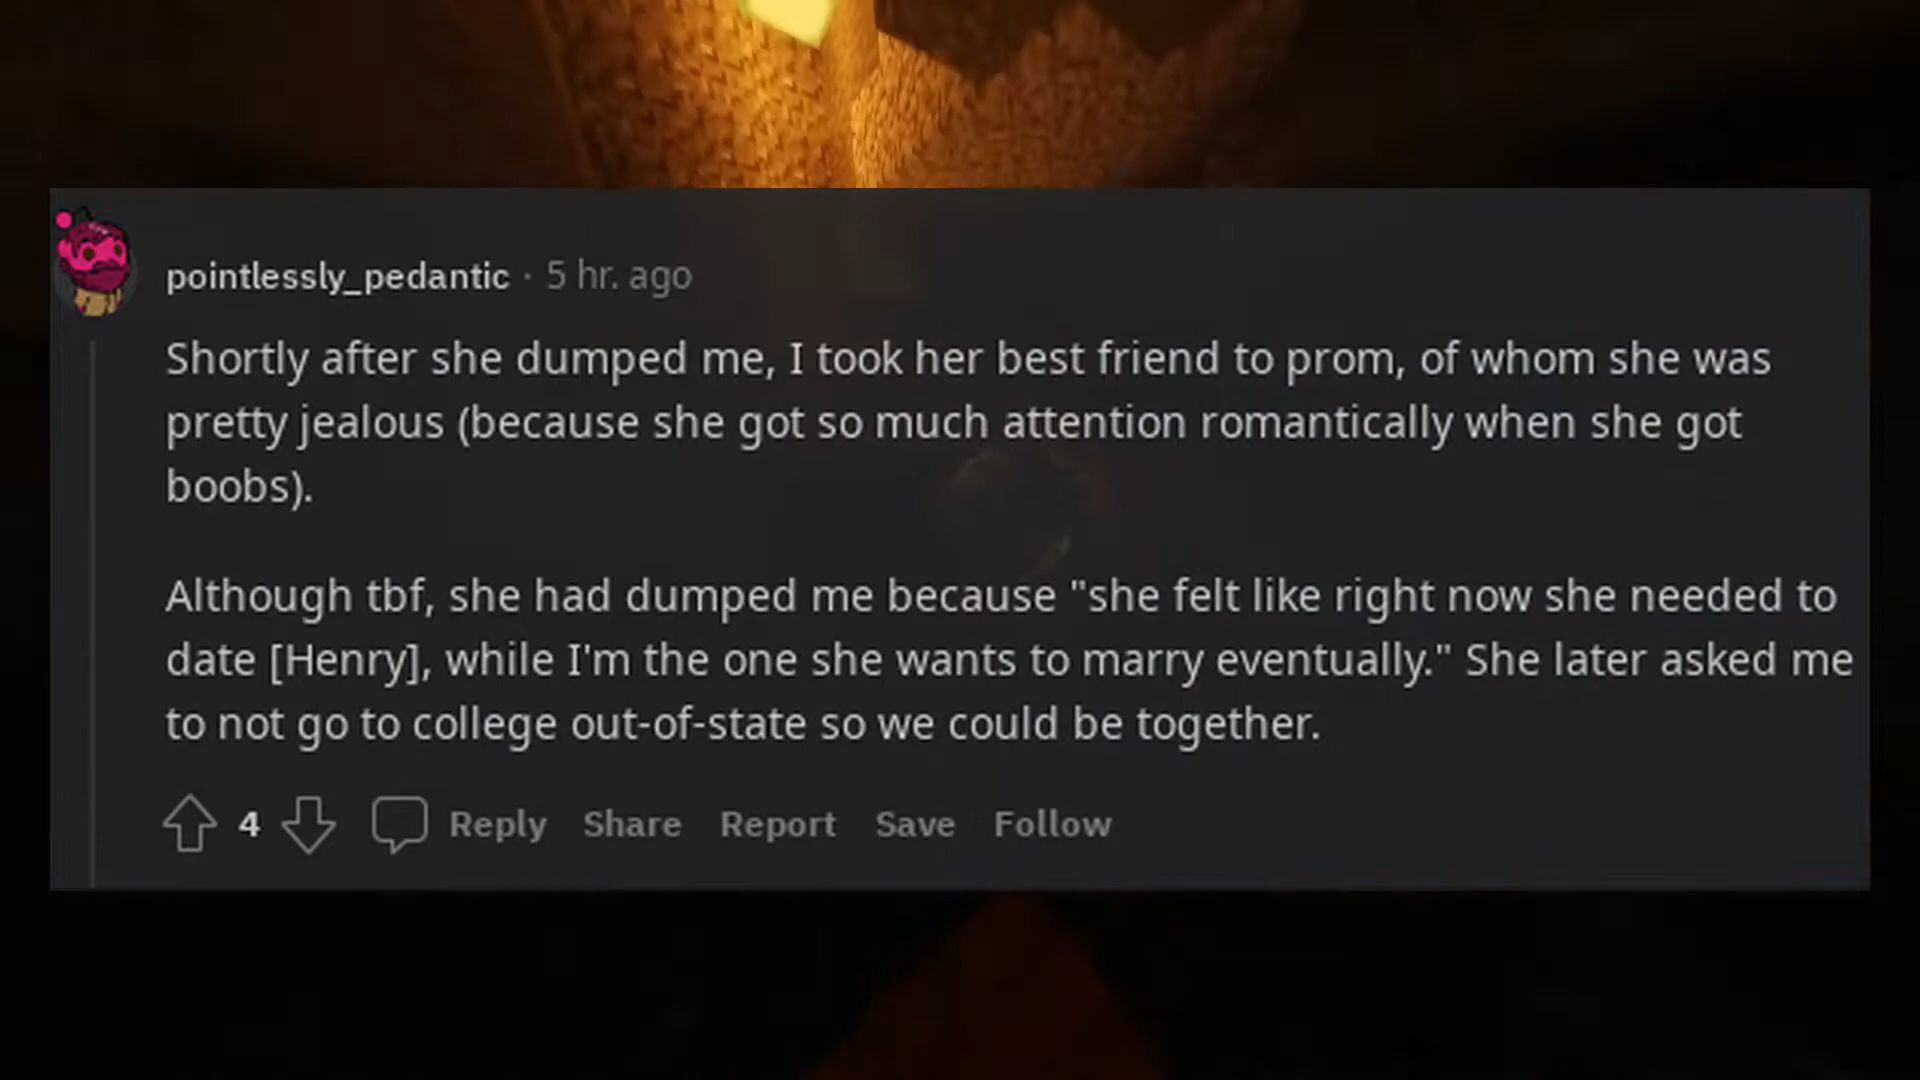 pointlessly_pedantic · 5 hr. ago
Shortly after she dumped me, I took her best friend to prom, of whom she was
pretty jealous (because she got so much attention romantically when she got
boobs).
Although tbf, she had dumped me because "she felt like right now she needed to
date [Henry], while I'm the one she wants to marry eventually." She later asked me
to not go to college out-of-state so we could be together.
4 Reply Share Report Save Follow